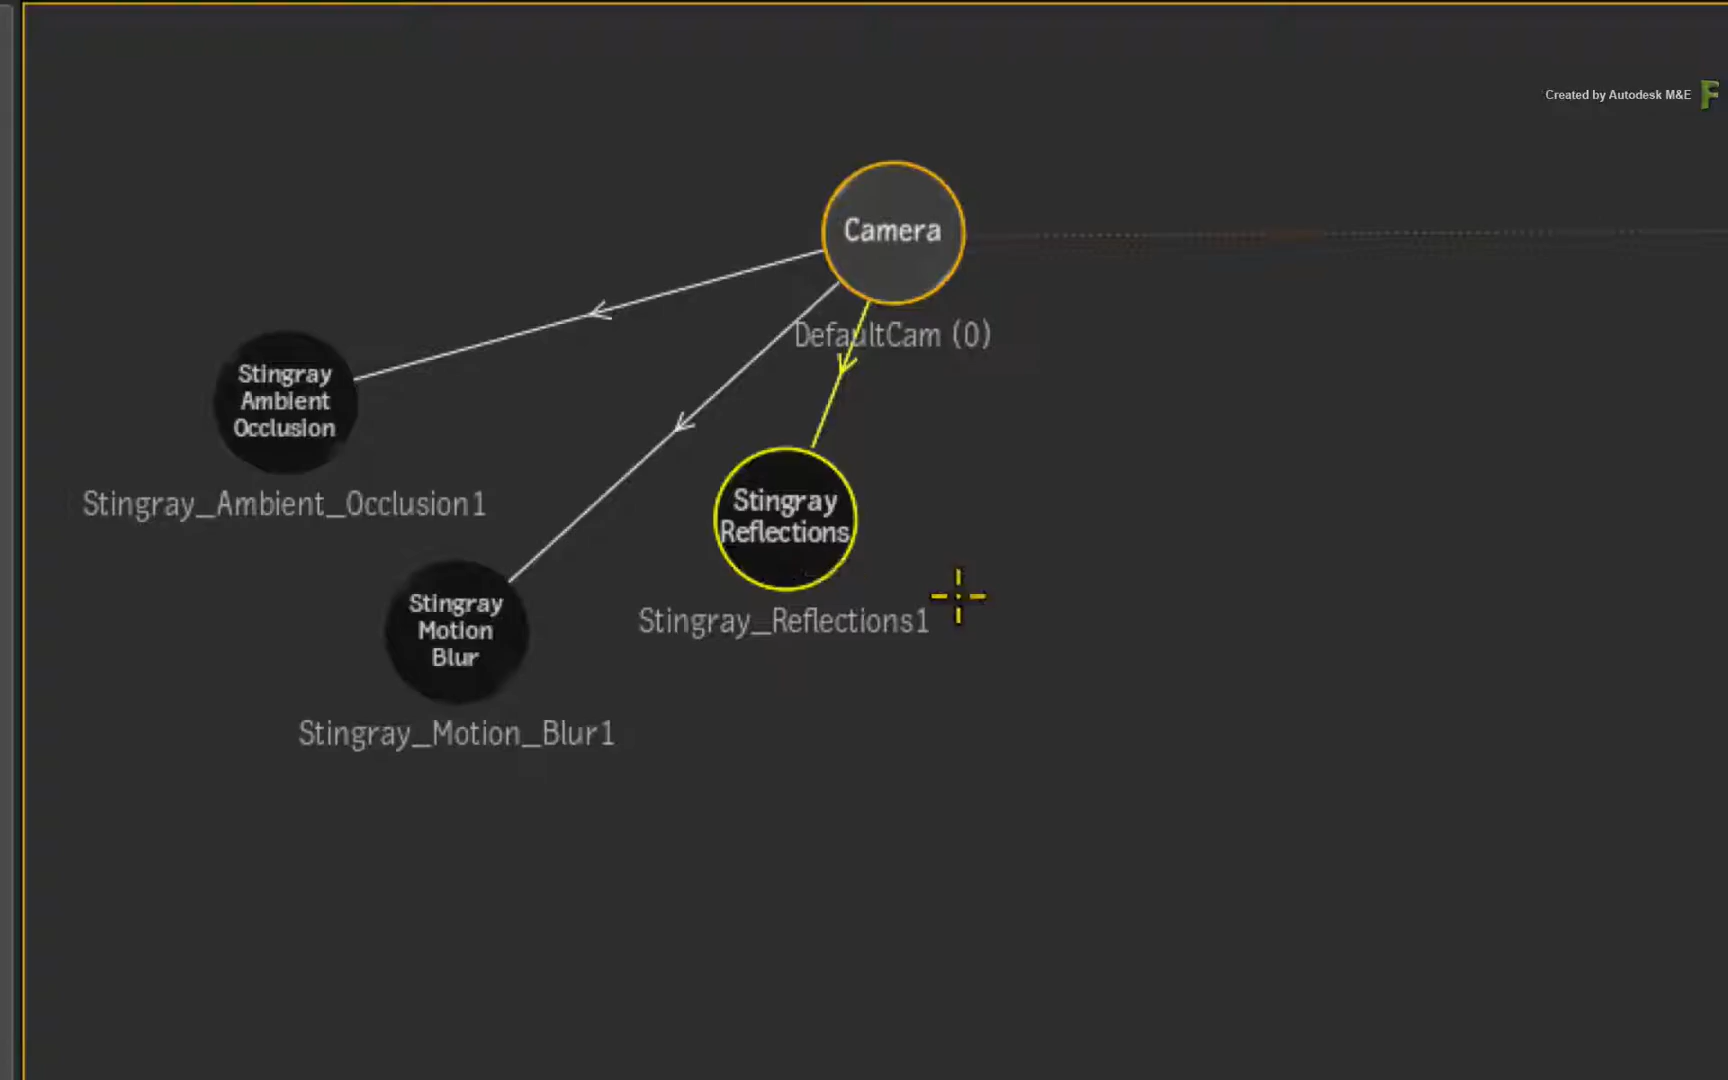 Created by Autodesk M&E
Camera
DefaultCam (0)
Stingray
Ambient
Occlusion
Stingray_Ambient_Occlusion1
Stingray
Reflections
Stingray_Reflections1
Stingray
Motion
Blur
Stingray_Motion_Blur1